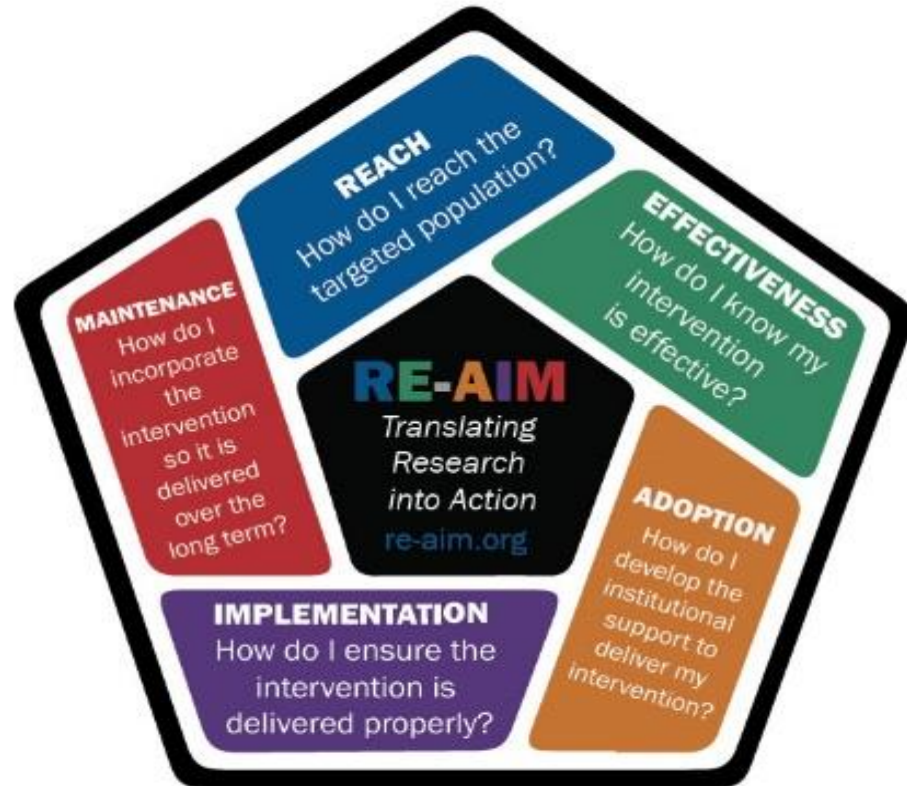 REACH
How do I reach the
targeted population?
EFFECTIVENESS
How do I know my
intervention
is effective?
ADOPTION
How do I
develop the
institutional
support to
deliver my
intervention?
IMPLEMENTATION
How do I ensure the
intervention is
delivered properly?
MAINTENANCE
How do I
incorporate
the
intervention
so it is
delivered
over the
long term?
RE-AIM
Translating
Research
into Action
re-aim.org